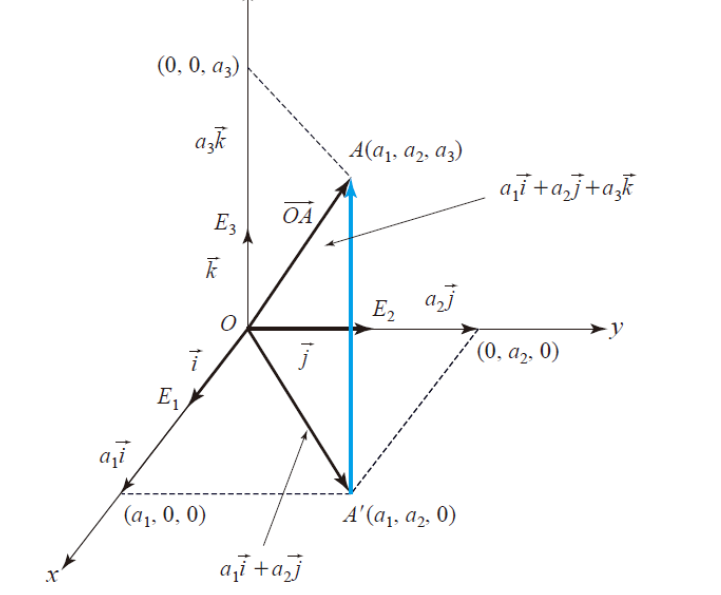 (0, 0, a₃)
a₃k⃗
A(a₁, a₂, a₃)
a₁i⃗ + a₂j⃗ + a₃k⃗
OA⃗
E₃
k⃗
O
E₂
a₂j⃗
y
i⃗
j⃗
(0, a₂, 0)
E₁
a₁i⃗
(a₁, 0, 0)
A′(a₁, a₂, 0)
a₁i⃗ + a₂j⃗
x